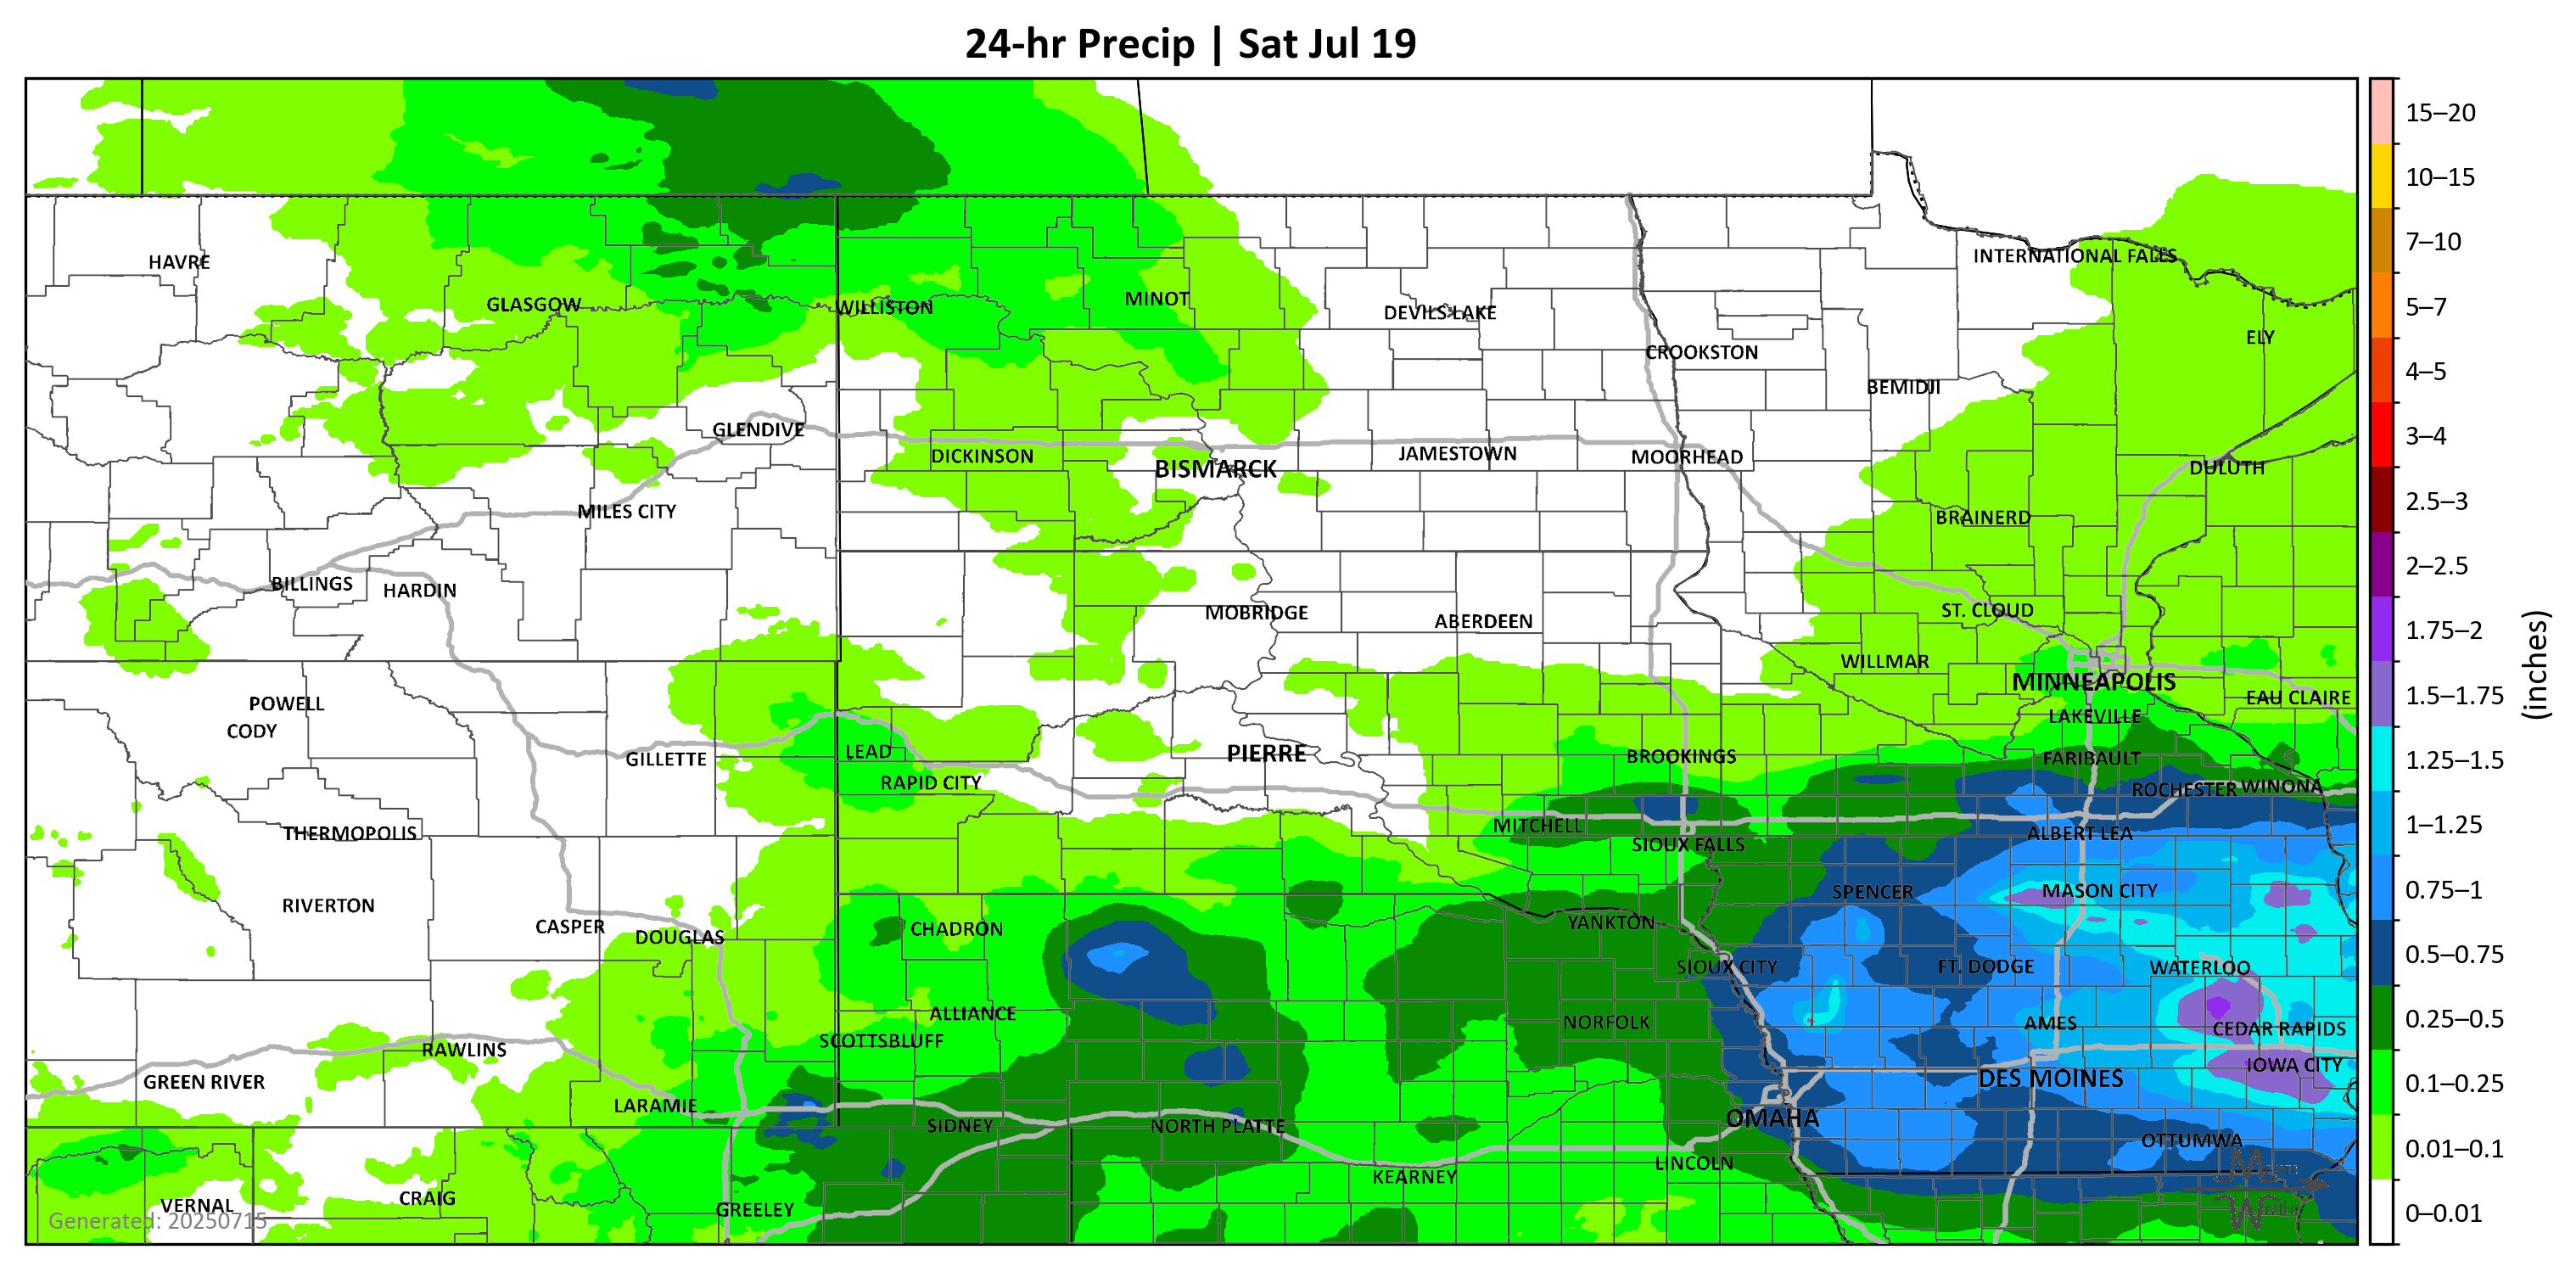 24-hr Precip | Sat Jul 19
15–20
10–15
7–10
5–7
4–5
3–4
2.5–3
2–2.5
1.75–2
1.5–1.75
1.25–1.5
1–1.25
0.75–1
0.5–0.75
0.25–0.5
0.1–0.25
0.01–0.1
0–0.01
(inches)
INTERNATIONAL FALLS
HAVRE
MINOT
GLASGOW
WILLISTON
DEVILS LAKE
ELY
CROOKSTON
BEMIDJI
GLENDIVE
DICKINSON
JAMESTOWN
MOORHEAD
BISMARCK
DULUTH
MILES CITY
BRAINERD
BILLINGS
HARDIN
MOBRIDGE
ABERDEEN
ST. CLOUD
WILLMAR
MINNEAPOLIS
EAU CLAIRE
POWELL
LAKEVILLE
CODY
LEAD
PIERRE
BROOKINGS
GILLETTE
FARIBAULT
RAPID CITY
ROCHESTER
WINONA
MITCHELL
THERMOPOLIS
ALBERT LEA
SIOUX FALLS
SPENCER
MASON CITY
RIVERTON
CASPER
DOUGLAS
CHADRON
YANKTON
SIOUX CITY
FT. DODGE
WATERLOO
ALLIANCE
NORFOLK
AMES
CEDAR RAPIDS
SCOTTSBLUFF
RAWLINS
IOWA CITY
GREEN RIVER
DES MOINES
LARAMIE
OMAHA
SIDNEY
NORTH PLATTE
OTTUMWA
LINCOLN
KEARNEY
VERNAL
CRAIG
GREELEY
Generated: 20250715